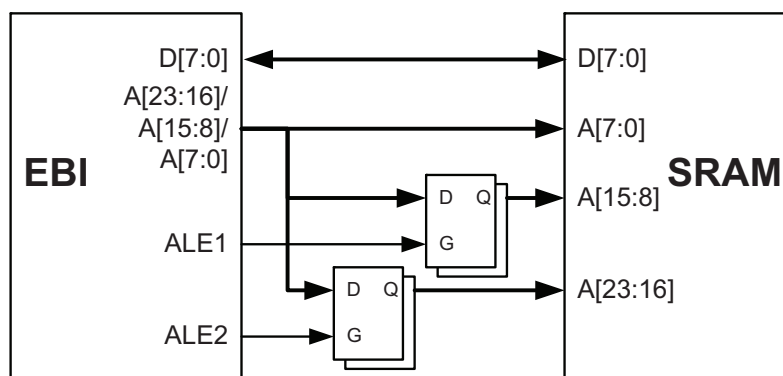 D[7:0]
A[23:16]/
A[15:8]/
A[7:0]
EBI
ALE1
ALE2
D Q
G
D Q
G
D[7:0]
A[7:0]
SRAM
A[15:8]
A[23:16]